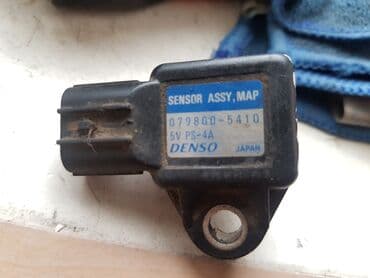 SENSOR ASSY, MAP
079800-5410
5V PS-4A
DENSO JAPAN